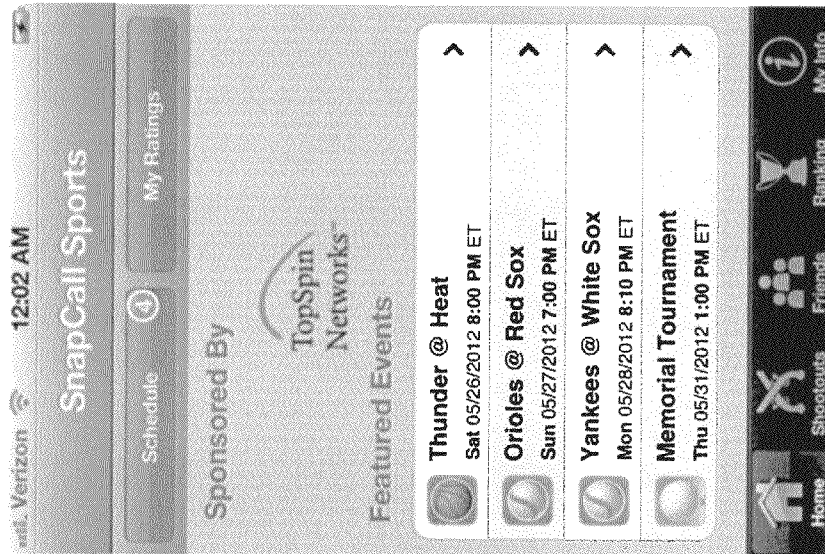 Verizon 12:02 AM
SnapCall Sports
Schedule 4 My Ratings
Sponsored By
TopSpin
Networks™
Featured Events
Thunder @ Heat
Sat 05/26/2012 8:00 PM ET
Orioles @ Red Sox
Sun 05/27/2012 7:00 PM ET
Yankees @ White Sox
Mon 05/28/2012 8:10 PM ET
Memorial Tournament
Thu 05/31/2012 1:00 PM ET
Home Shootouts Friends Ranking My Info